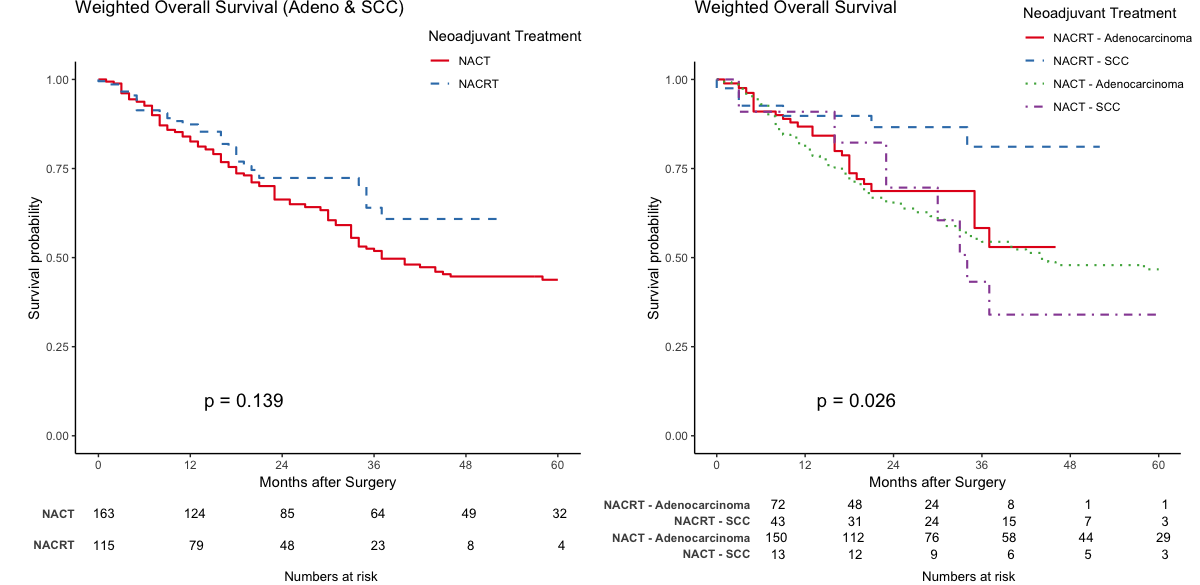 Weighted Overall Survival (Adeno & SCC)
Neoadjuvant Treatment
NACT
NACRT
1.00
0.75
0.50
0.25
0.00
Survival probability
p = 0.139
0 12 24 36 48 60
Months after Surgery
NACT 163 124 85 64 49 32
NACRT 115 79 48 23 8 4
Numbers at risk
Weighted Overall Survival
Neoadjuvant Treatment
NACRT - Adenocarcinoma
NACRT - SCC
NACT - Adenocarcinoma
NACT - SCC
1.00
0.75
0.50
0.25
0.00
Survival probability
p = 0.026
0 12 24 36 48 60
Months after Surgery
NACRT - Adenocarcinoma 72 48 24 8 1 1
NACRT - SCC 43 31 24 15 7 3
NACT - Adenocarcinoma 150 112 76 58 44 29
NACT - SCC 13 12 9 6 5 3
Numbers at risk